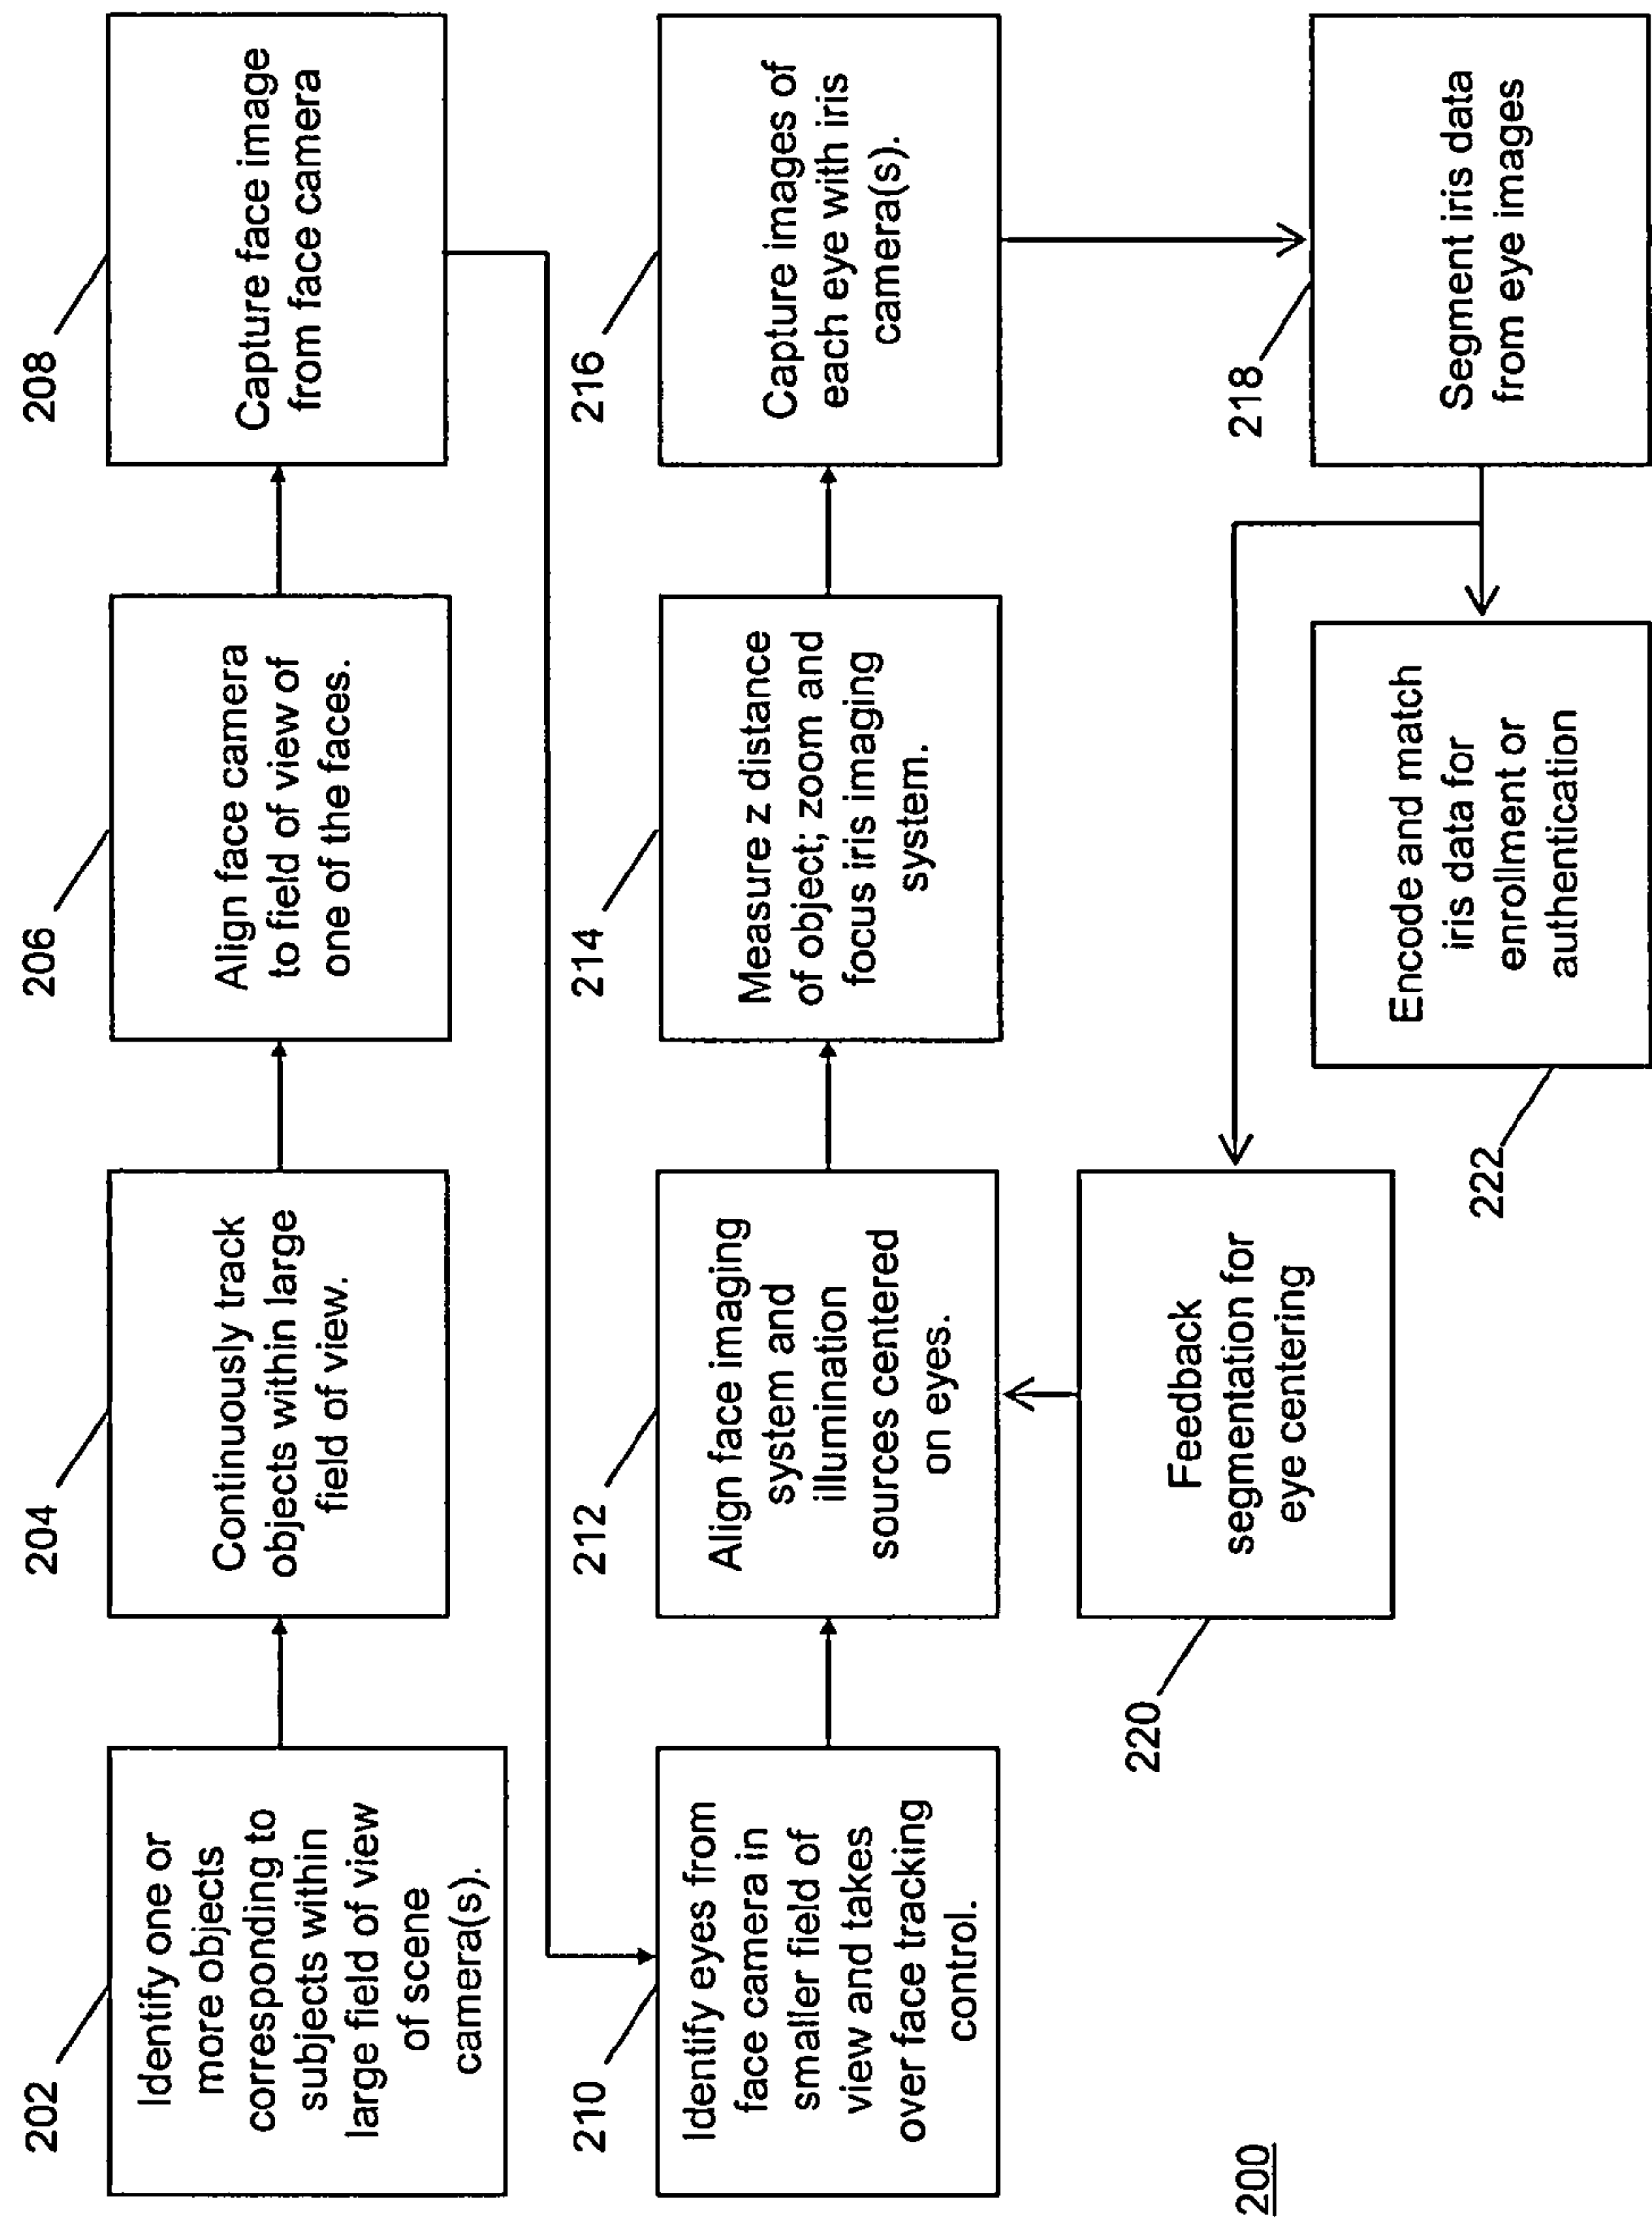 202
Identify one or
more objects
corresponding to
subjects within
large field of view
of scene
camera(s).
204
Continuously track
objects within large
field of view.
206
Align face camera
to field of view of
one of the faces.
208
Capture face image
from face camera
210
Identify eyes from
face camera in
smaller field of
view and takes
over face tracking
control.
212
Align face imaging
system and
illumination
sources centered
on eyes.
214
Measure z distance
of object; zoom and
focus iris imaging
system.
216
Capture images of
each eye with iris
camera(s).
218
Segment iris data
from eye images
220
Feedback
segmentation for
eye centering
222
Encode and match
iris data for
enrollment or
authentication
200